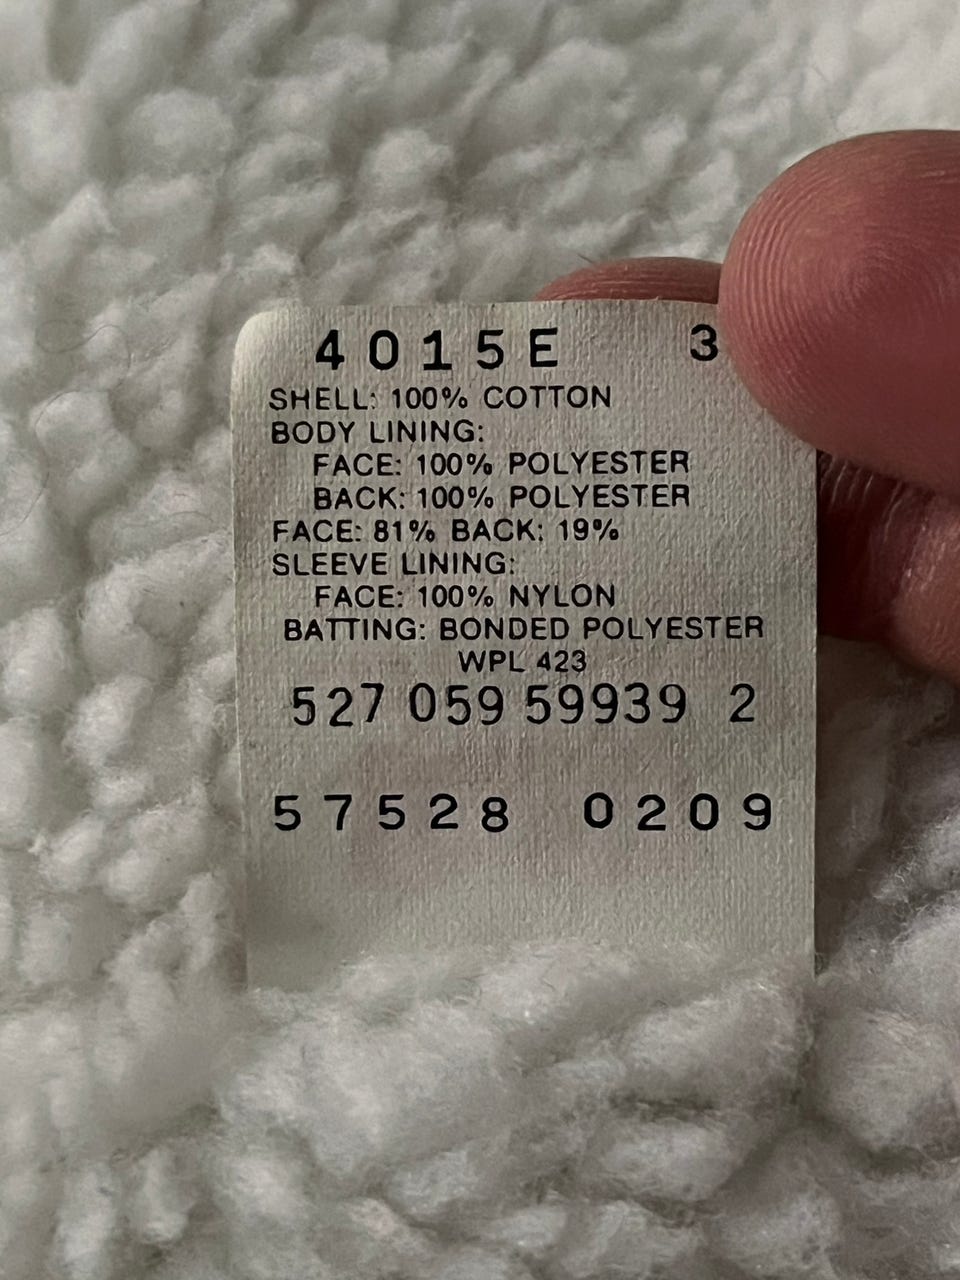 4015E 3
SHELL: 100% COTTON
BODY LINING:
FACE: 100% POLYESTER
BACK: 100% POLYESTER
FACE: 81% BACK: 19%
SLEEVE LINING:
FACE: 100% NYLON
BATTING: BONDED POLYESTER
WPL 423
527 059 59939 2
57528 0209